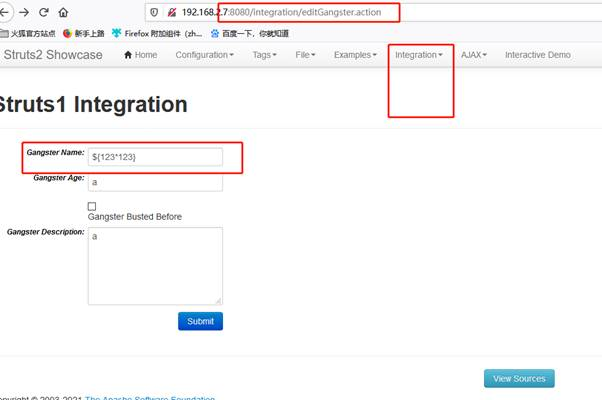 192.168.2.7:8080/integration/editGangster.action
火狐官方站点 新手上路 Firefox 附加组件 (zh... 百度一下，你就知道
Struts2 Showcase Home Configuration Tags File Examples Integration AJAX Interactive Demo
Struts1 Integration
Gangster Name: ${123*123}
Gangster Age: a
Gangster Busted Before
Gangster Description: a
Submit
View Sources
Copyright © 2003-2021 The Apache Software Foundation.